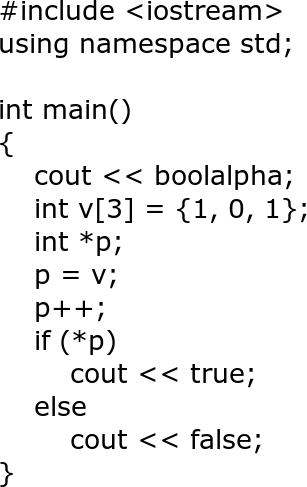 #include <iostream>
using namespace std;

int main()
{
    cout << boolalpha;
    int v[3] = {1, 0, 1};
    int *p;
    p = v;
    p++;
    if (*p)
        cout << true;
    else
        cout << false;
}